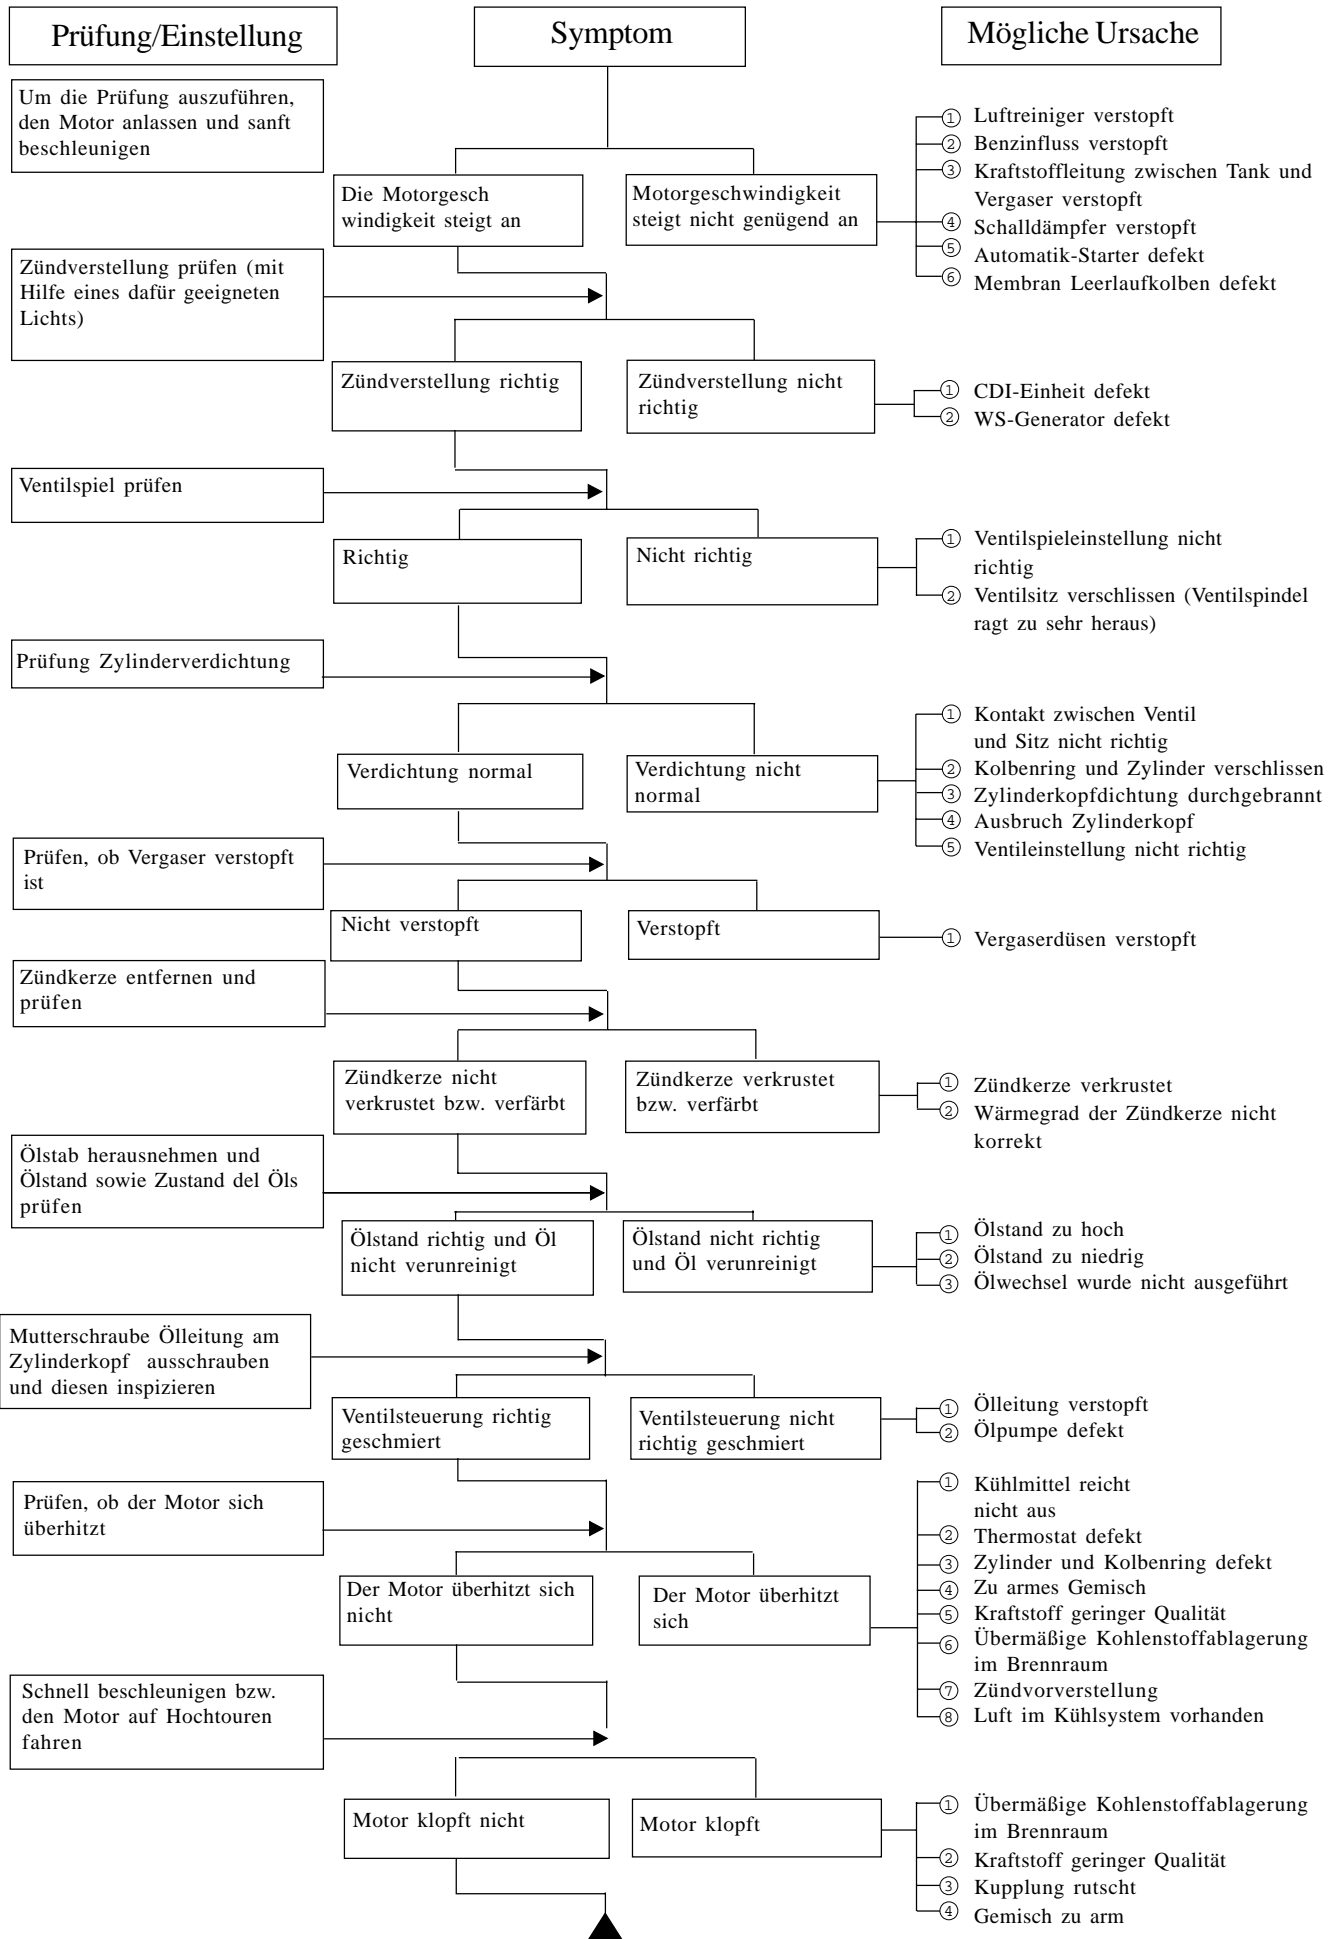 Prüfung/Einstellung
Symptom
Mögliche Ursache
Um die Prüfung auszuführen,
den Motor anlassen und sanft
beschleunigen
Die Motorgesch
windigkeit steigt an
Motorgeschwindigkeit
steigt nicht genügend an
① Luftreiniger verstopft
② Benzinfluss verstopft
③ Kraftstoffleitung zwischen Tank und
Vergaser verstopft
④ Schalldämpfer verstopft
⑤ Automatik-Starter defekt
⑥ Membran Leerlaufkolben defekt
Zündverstellung prüfen (mit
Hilfe eines dafür geeigneten
Lichts)
Zündverstellung richtig
Zündverstellung nicht
richtig
① CDI-Einheit defekt
② WS-Generator defekt
Ventilspiel prüfen
Richtig
Nicht richtig
① Ventilspieleinstellung nicht
richtig
② Ventilsitz verschlissen (Ventilspindel
ragt zu sehr heraus)
Prüfung Zylinderverdichtung
Verdichtung normal
Verdichtung nicht
normal
① Kontakt zwischen Ventil
und Sitz nicht richtig
② Kolbenring und Zylinder verschlissen
③ Zylinderkopfdichtung durchgebrannt
④ Ausbruch Zylinderkopf
⑤ Ventileinstellung nicht richtig
Prüfen, ob Vergaser verstopft
ist
Nicht verstopft
Verstopft
① Vergaserdüsen verstopft
Zündkerze entfernen und
prüfen
Zündkerze nicht
verkrustet bzw. verfärbt
Zündkerze verkrustet
bzw. verfärbt
① Zündkerze verkrustet
② Wärmegrad der Zündkerze nicht
korrekt
Ölstab herausnehmen und
Ölstand sowie Zustand del Öls
prüfen
Ölstand richtig und Öl
nicht verunreinigt
Ölstand nicht richtig
und Öl verunreinigt
① Ölstand zu hoch
② Ölstand zu niedrig
③ Ölwechsel wurde nicht ausgeführt
Mutterschraube Ölleitung am
Zylinderkopf ausschrauben
und diesen inspizieren
Ventilsteuerung richtig
geschmiert
Ventilsteuerung nicht
richtig geschmiert
① Ölleitung verstopft
② Ölpumpe defekt
Prüfen, ob der Motor sich
überhitzt
Der Motor überhitzt sich
nicht
Der Motor überhitzt
sich
① Kühlmittel reicht
nicht aus
② Thermostat defekt
③ Zylinder und Kolbenring defekt
④ Zu armes Gemisch
⑤ Kraftstoff geringer Qualität
⑥ Übermäßige Kohlenstoffablagerung
im Brennraum
⑦ Zündvorverstellung
⑧ Luft im Kühlsystem vorhanden
Schnell beschleunigen bzw.
den Motor auf Hochtouren
fahren
Motor klopft nicht
Motor klopft
① Übermäßige Kohlenstoffablagerung
im Brennraum
② Kraftstoff geringer Qualität
③ Kupplung rutscht
④ Gemisch zu arm